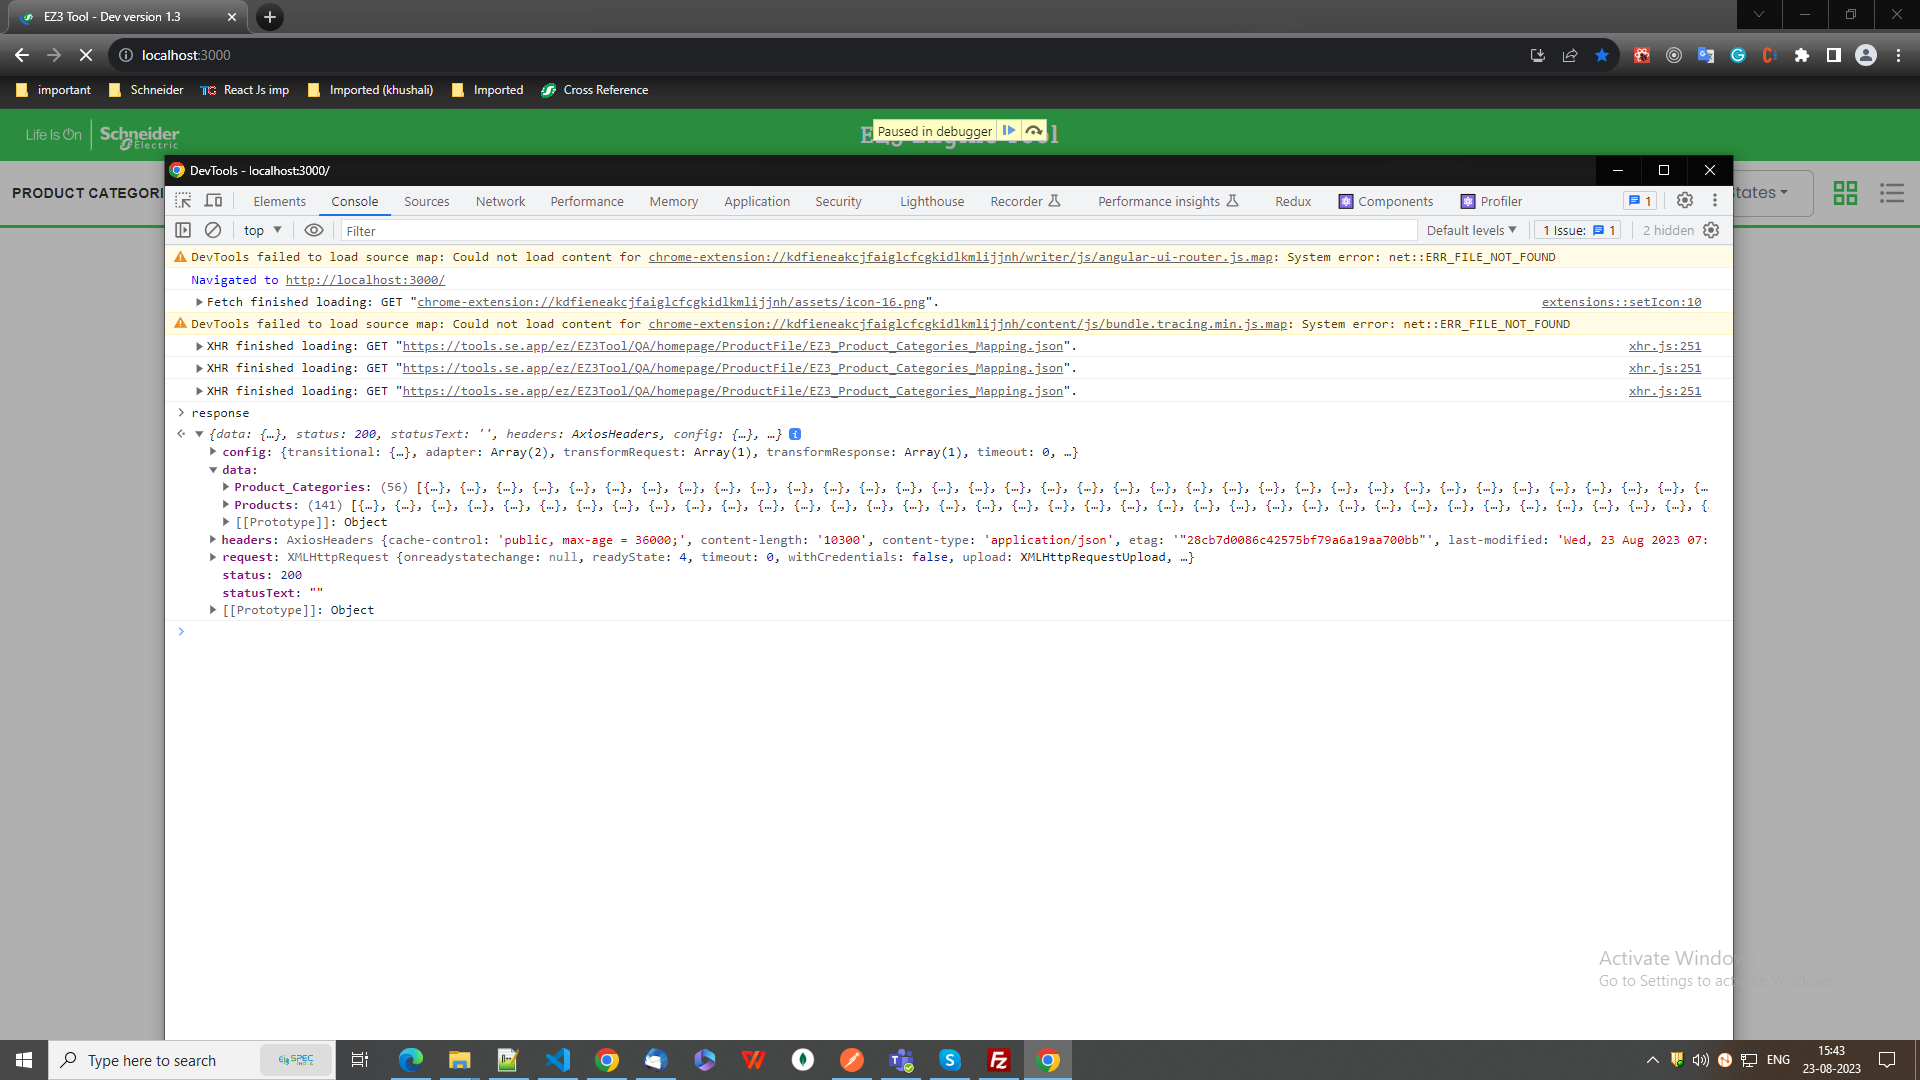 EZ3 Tool - Dev version 1.3
localhost:3000
important Schneider React Js imp Imported (khushali) Imported Cross Reference
Life Is On Schneider Electric
Paused in debugger
DevTools - localhost:3000/
PRODUCT CATEGORI
Elements Console Sources Network Performance Memory Application Security Lighthouse Recorder Performance insights Redux Components Profiler 1
top Filter Default levels 1 Issue: 1 2 hidden
DevTools failed to load source map: Could not load content for chrome-extension://kdfieneakcjfaiglcfcgkidlkmlijjnh/writer/js/angular-ui-router.js.map: System error: net::ERR_FILE_NOT_FOUND
Navigated to http://localhost:3000/
Fetch finished loading: GET "chrome-extension://kdfieneakcjfaiglcfcgkidlkmlijjnh/assets/icon-16.png". extensions::setIcon:10
DevTools failed to load source map: Could not load content for chrome-extension://kdfieneakcjfaiglcfcgkidlkmlijjnh/content/js/bundle.tracing.min.js.map: System error: net::ERR_FILE_NOT_FOUND
XHR finished loading: GET "https://tools.se.app/ez/EZ3Tool/QA/homepage/ProductFile/EZ3_Product_Categories_Mapping.json". xhr.js:251
XHR finished loading: GET "https://tools.se.app/ez/EZ3Tool/QA/homepage/ProductFile/EZ3_Product_Categories_Mapping.json". xhr.js:251
XHR finished loading: GET "https://tools.se.app/ez/EZ3Tool/QA/homepage/ProductFile/EZ3_Product_Categories_Mapping.json". xhr.js:251
response
{data: {…}, status: 200, statusText: '', headers: AxiosHeaders, config: {…}, …}
config: {transitional: {…}, adapter: Array(2), transformRequest: Array(1), transformResponse: Array(1), timeout: 0, …}
data:
Product_Categories: (56) [{…}, {…}, {…}, {…}, {…}, {…}, {…}, {…}, {…}, {…}, {…}, {…}, {…}, {…}, {…}, {…}, {…}, {…}, {…}, {…}, {…}, {…}, {…}, {…}, {…}, {…}, {…}, {…}, {…}, {…}, {…}, {…}, {…}, {…}, {…}, {…
Products: (141) [{…}, {…}, {…}, {…}, {…}, {…}, {…}, {…}, {…}, {…}, {…}, {…}, {…}, {…}, {…}, {…}, {…}, {…}, {…}, {…}, {…}, {…}, {…}, {…}, {…}, {…}, {…}, {…}, {…}, {…}, {…}, {…}, {…}, {…}, {…}, {…}, {…}, {
[[Prototype]]: Object
headers: AxiosHeaders {cache-control: 'public, max-age = 36000;', content-length: '10300', content-type: 'application/json', etag: '"28cb7d0086c42575bf79a6a19aa700bb"', last-modified: 'Wed, 23 Aug 2023 07:
request: XMLHttpRequest {onreadystatechange: null, readyState: 4, timeout: 0, withCredentials: false, upload: XMLHttpRequestUpload, …}
status: 200
statusText: ""
[[Prototype]]: Object
Activate Windows
Go to Settings to activate Windows.
Type here to search
ENG
15:43
23-08-2023